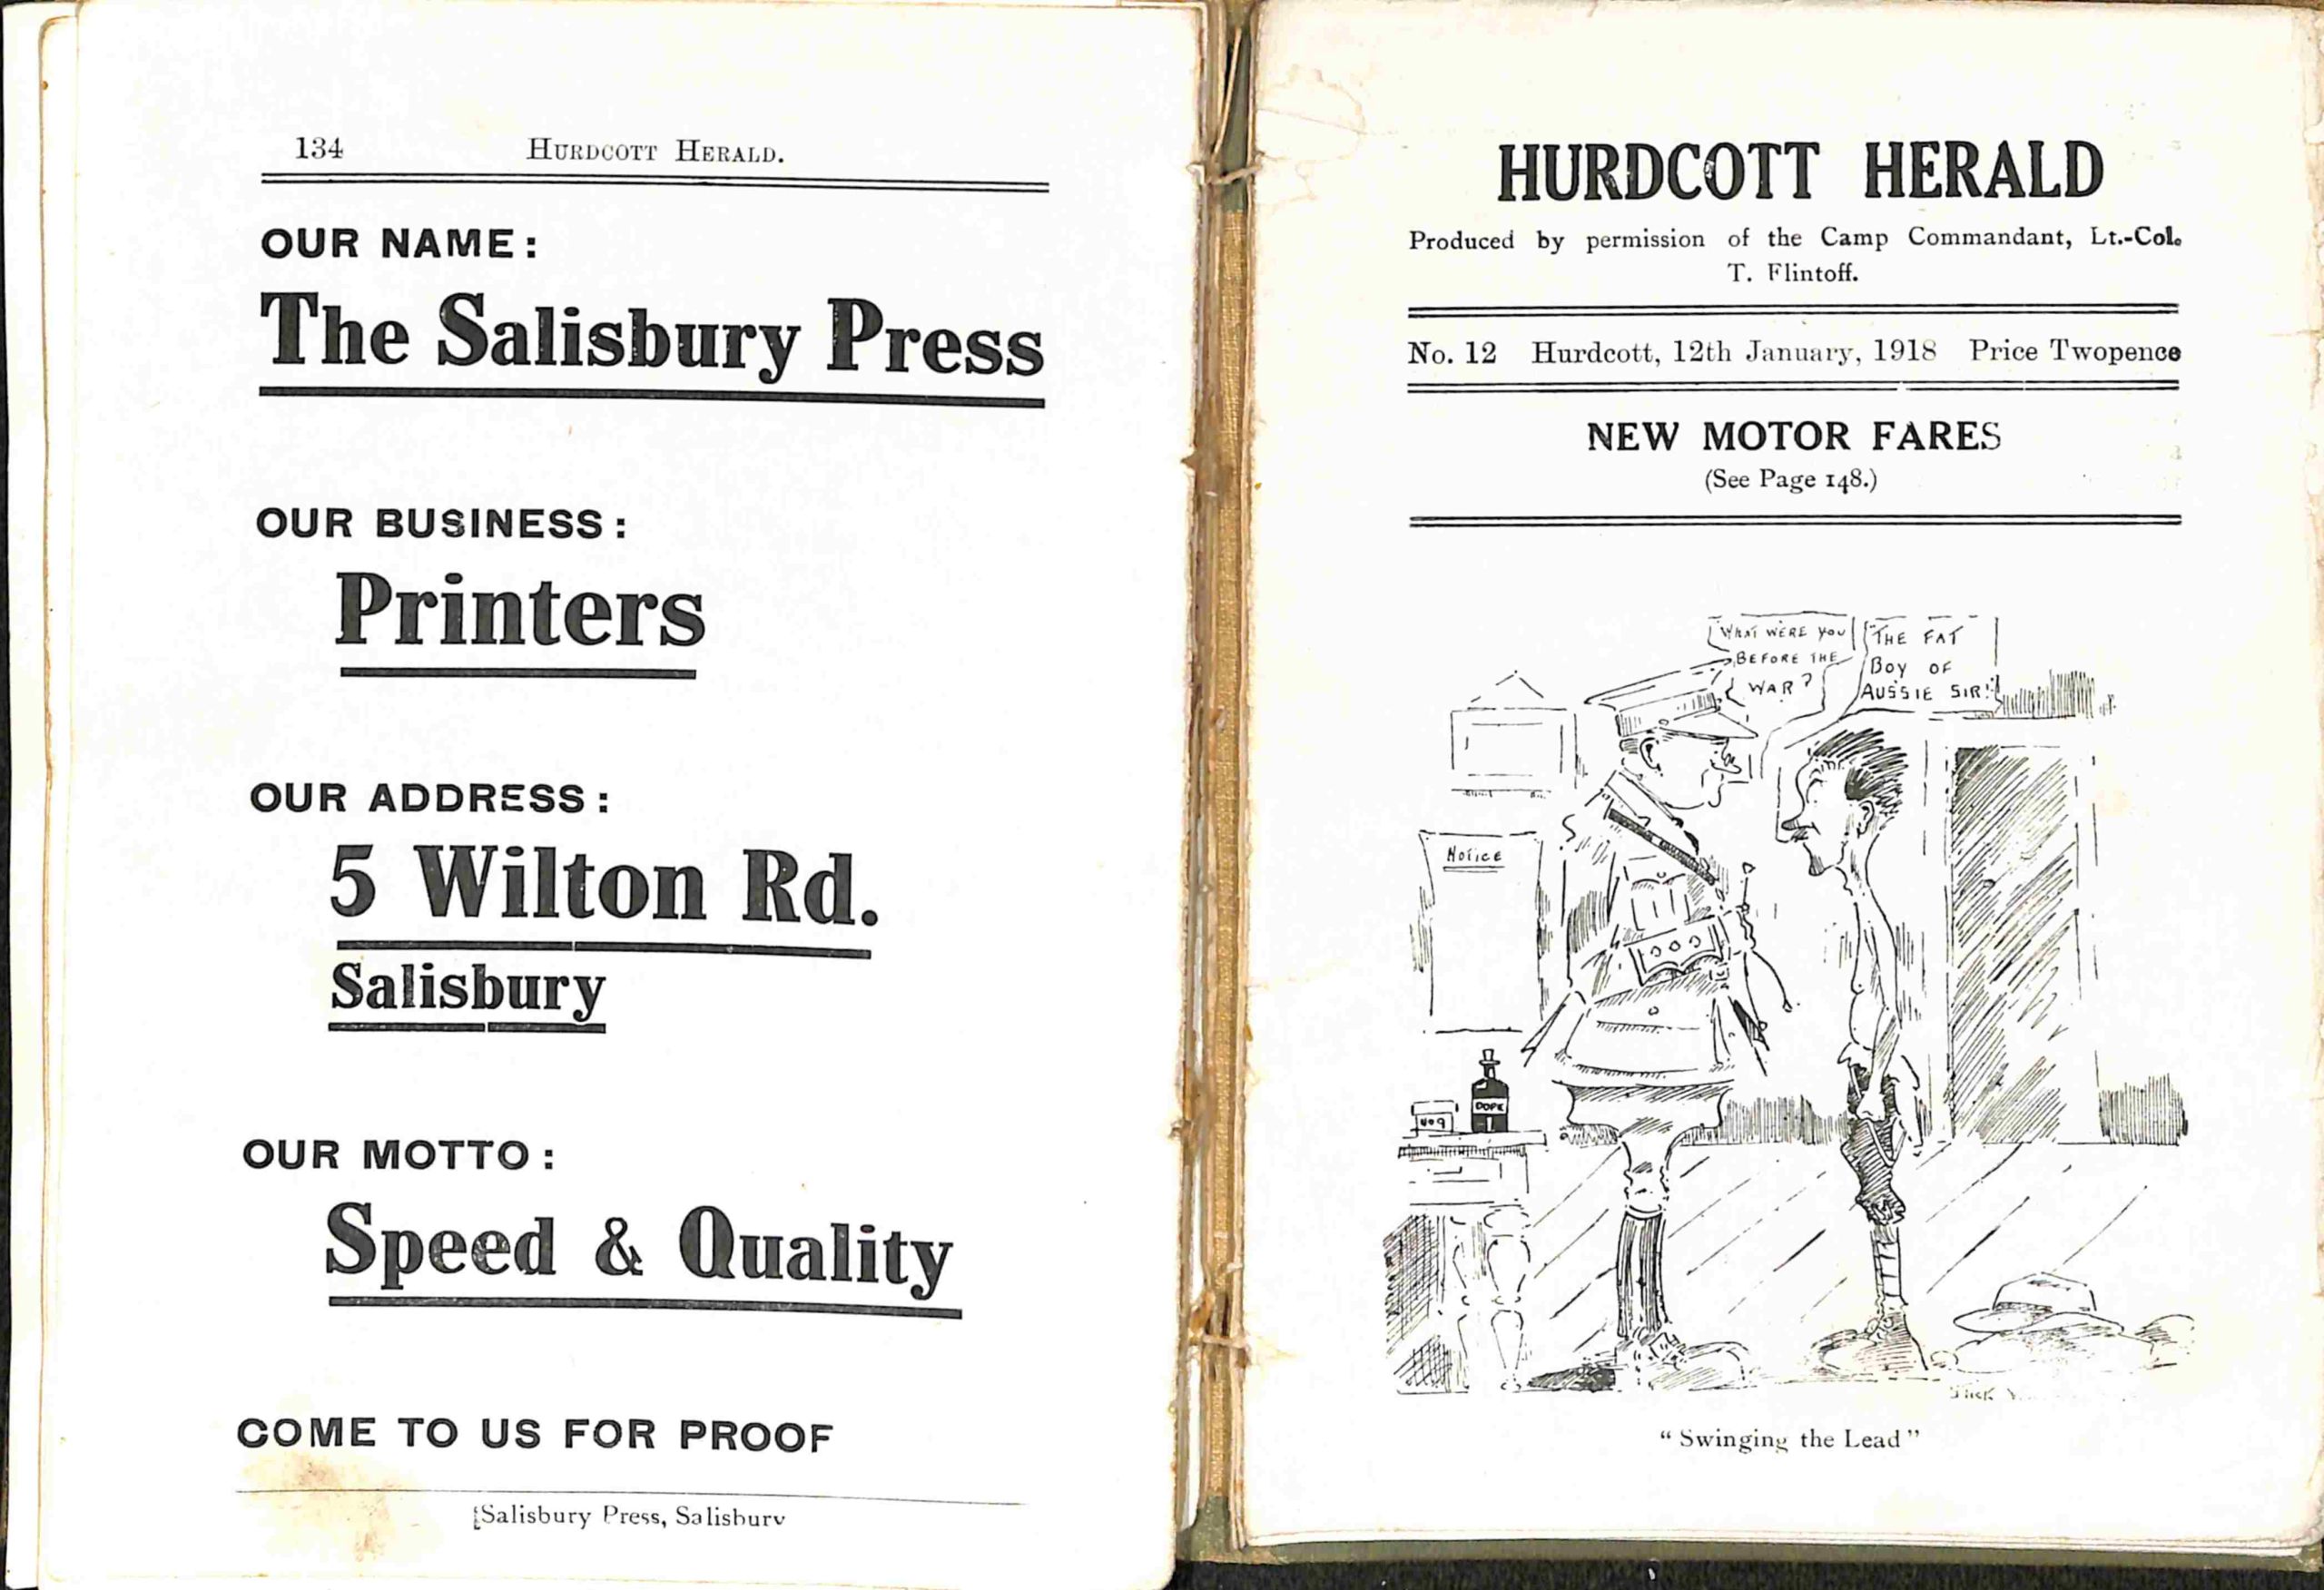 134 HURDCOTT HERALD.
OUR NAME:
The Salisbury Press
OUR BUSINESS:
Printers
OUR ADDRESS:
5 Wilton Rd.
Salisbury
OUR MOTTO:
Speed & Quality
COME TO US FOR PROOF
[Salisbury Press, Salisbury
HURDCOTT HERALD
Produced by permission of the Camp Commandant, Lt.-Col.
T. Flintoff.
No. 12 Hurdcott, 12th January, 1918 Price Twopence
NEW MOTOR FARES
(See Page 148.)
"WHAT WERE YOU
BEFORE THE
WAR?
"THE FAT
BOY OF
AUSSIE SIR!"
Notice
DOPE
No 9
"Swinging the Lead"